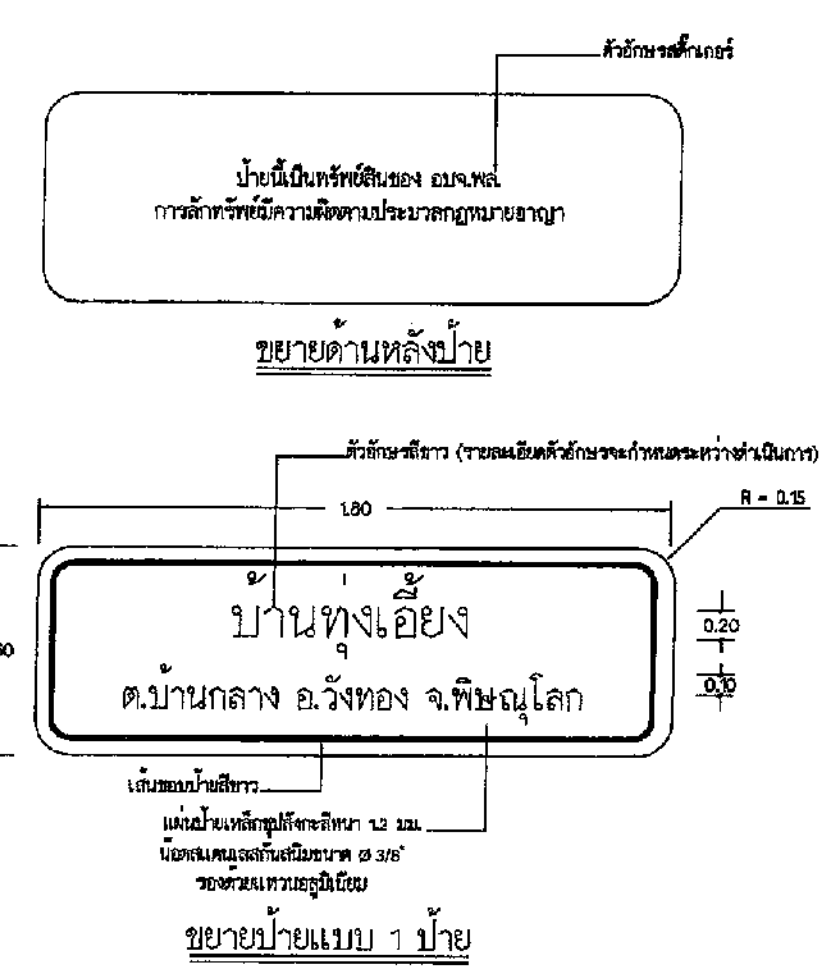 ตัวอักษรสติ๊กเกอร์
ป้ายนี้เป็นทรัพย์สินของ อบจ.พล.
การลักทรัพย์มีความผิดตามประมวลกฎหมายอาญา
ขยายด้านหลังป้าย
ตัวอักษรสีขาว (รายละเอียดตัวอักษรจะกำหนดระหว่างดำเนินการ)
1.80
R = 0.15
บ้านทุ่งเอี้ยง
0.20
ต.บ้านกลาง อ.วังทอง จ.พิษณุโลก
0.10
เส้นขอบป้ายสีขาว
แผ่นป้ายเหล็กชุปสังกะสีหนา 1.2 มม.
น๊อตสแตนเลสกันสนิมขนาด Ø 3/8"
รองด้วยแหวนอลูมิเนียม
ขยายป้ายแบบ 1 ป้าย